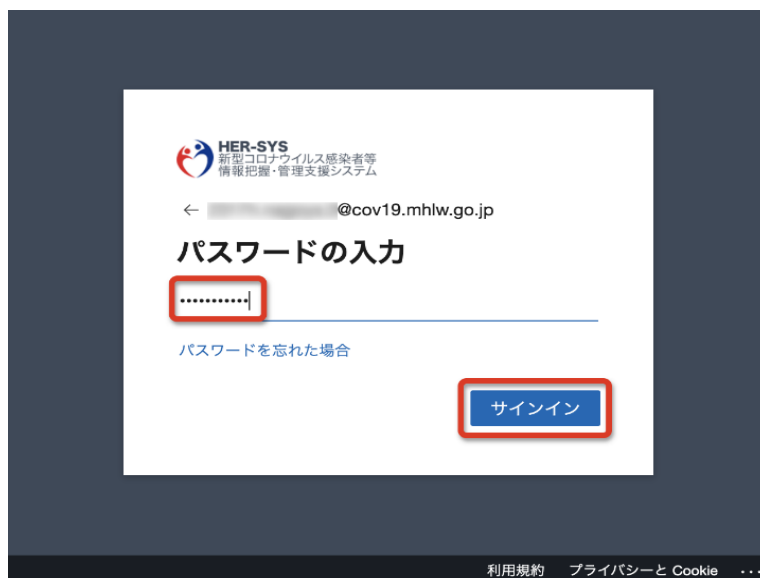 HER-SYS
新型コロナウイルス感染者等
情報把握・管理支援システム
← @cov19.mhlw.go.jp
パスワードの入力
•••••••••••
パスワードを忘れた場合
サインイン
利用規約 プライバシーと Cookie ...